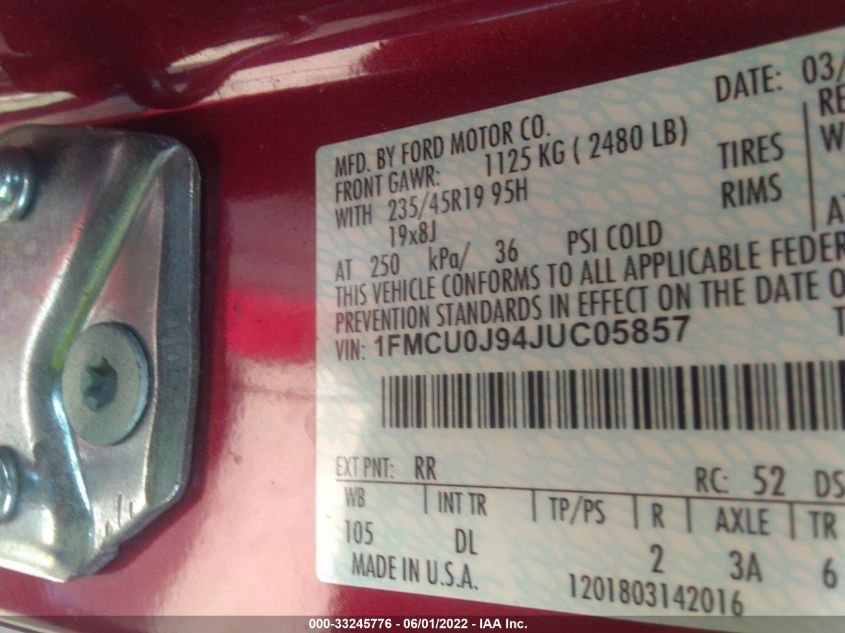 DATE: 03/
MFD. BY FORD MOTOR CO.
FRONT GAWR: 1125 KG ( 2480 LB)
WITH 235/45R19 95H TIRES
19x8J RIMS
AT 250 kPa/ 36 PSI COLD
THIS VEHICLE CONFORMS TO ALL APPLICABLE FEDER
PREVENTION STANDARDS IN EFFECT ON THE DATE O
VIN: 1FMCU0J94JUC05857
EXT PNT: RR RC: 52 DS
WB INT TR TP/PS R AXLE TR
105 DL 2 3A 6
MADE IN U.S.A. 1201803142016
000-33245776 - 06/01/2022 - IAA Inc.